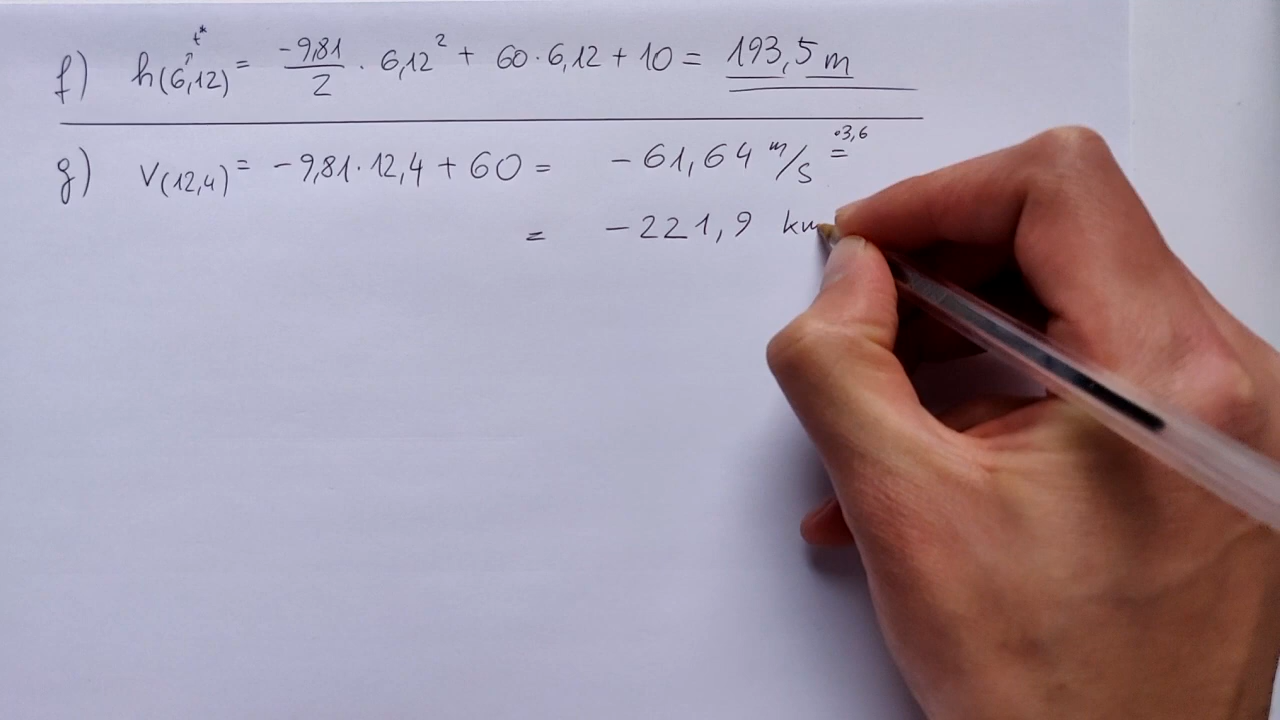 t*
f) h(6,12) = -9,81/2 · 6,12² + 60·6,12 + 10 = 193,5 m
g) V(12,4) = -9,81·12,4 + 60 = -61,64 m/s =
·3,6
= -221,9 km